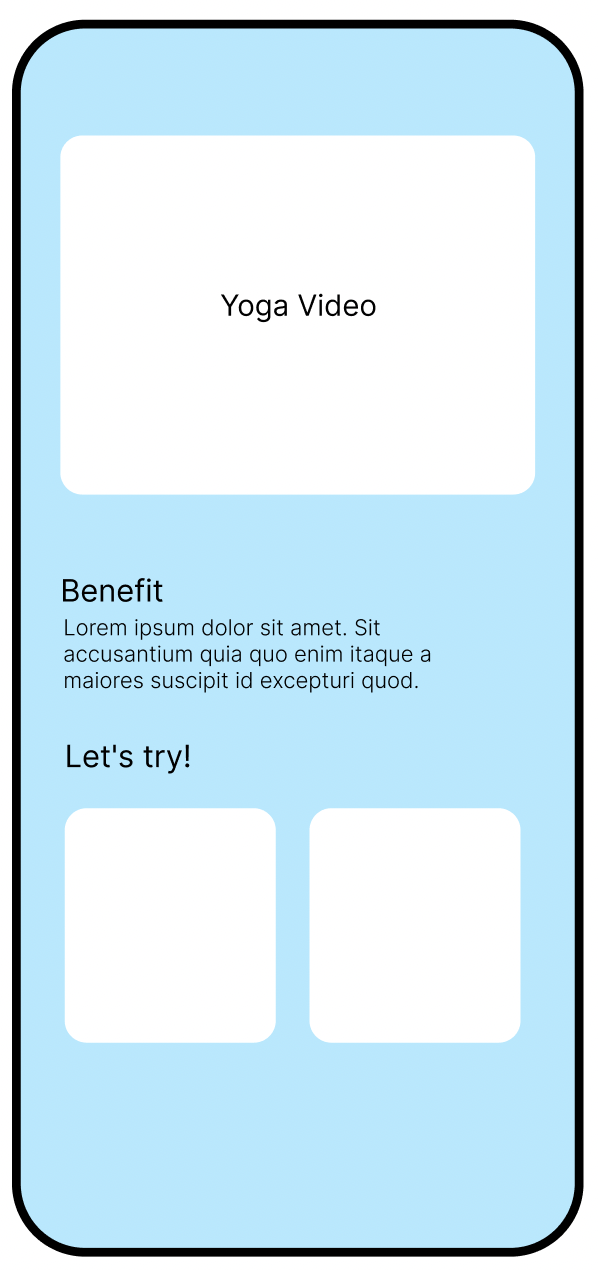 Yoga Video
Benefit
Lorem ipsum dolor sit amet. Sit
accusantium quia quo enim itaque a
maiores suscipit id excepturi quod.
Let's try!